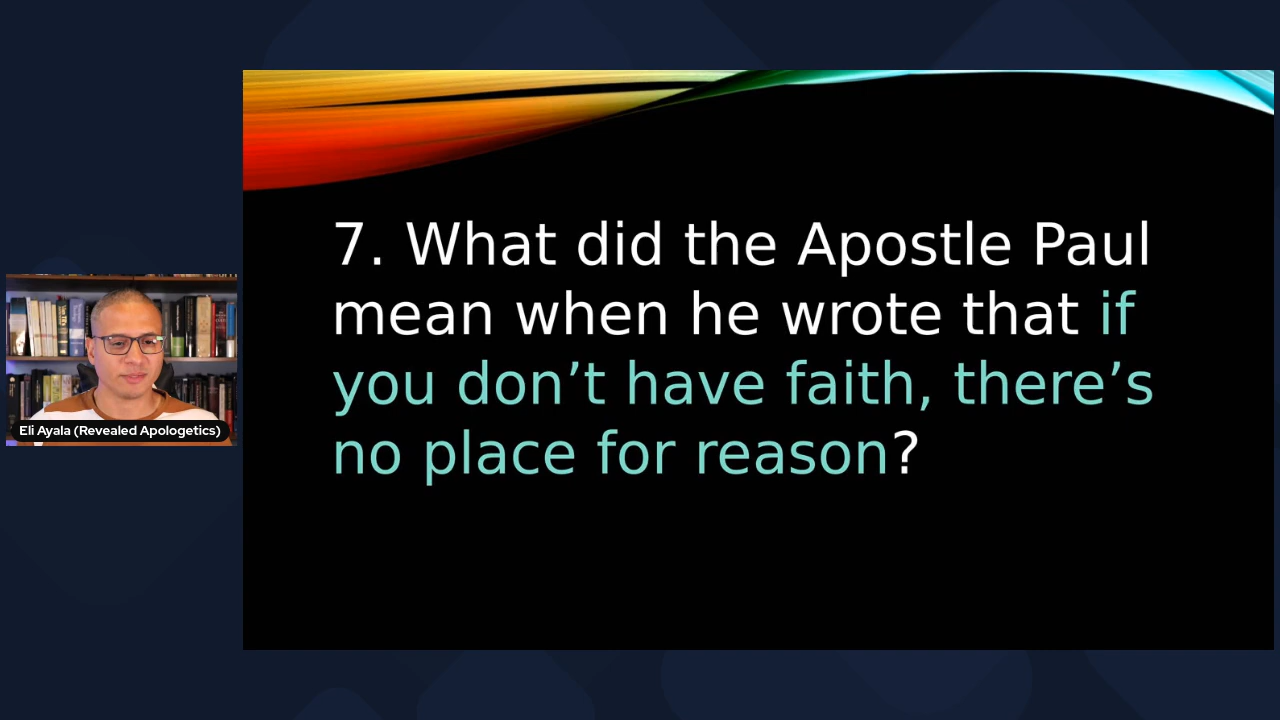 7. What did the Apostle Paul
mean when he wrote that if
you don’t have faith, there’s
no place for reason?
Eli Ayala (Revealed Apologetics)